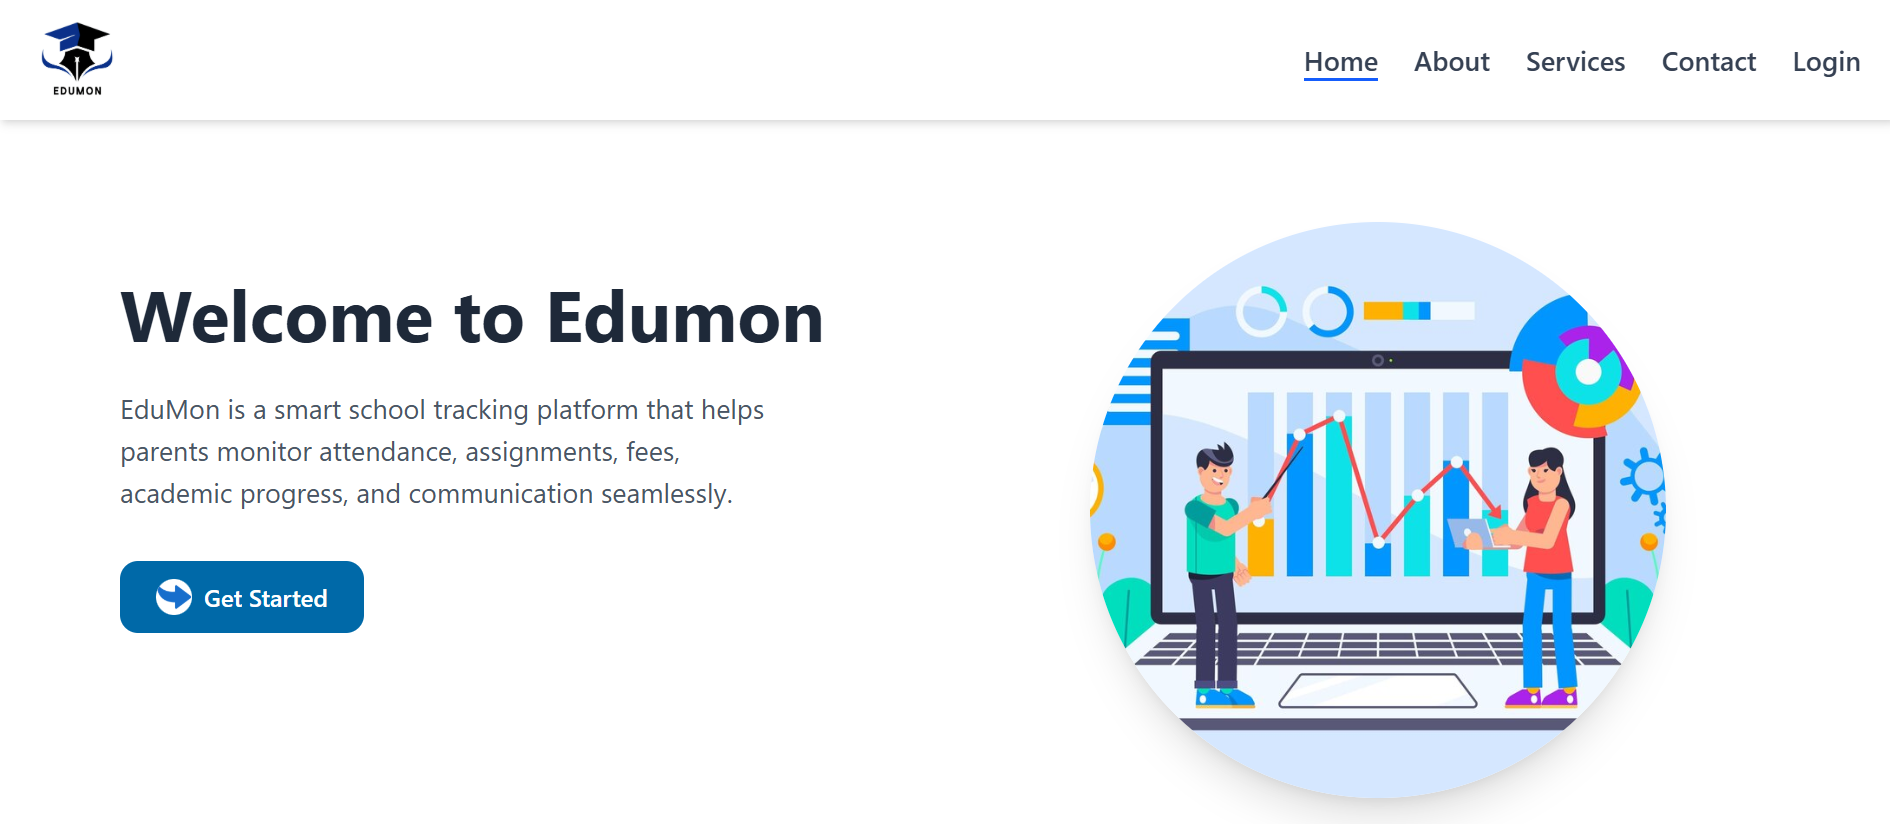 EDUMON
Home
About
Services
Contact
Login
Welcome to Edumon
EduMon is a smart school tracking platform that helps
parents monitor attendance, assignments, fees,
academic progress, and communication seamlessly.
Get Started